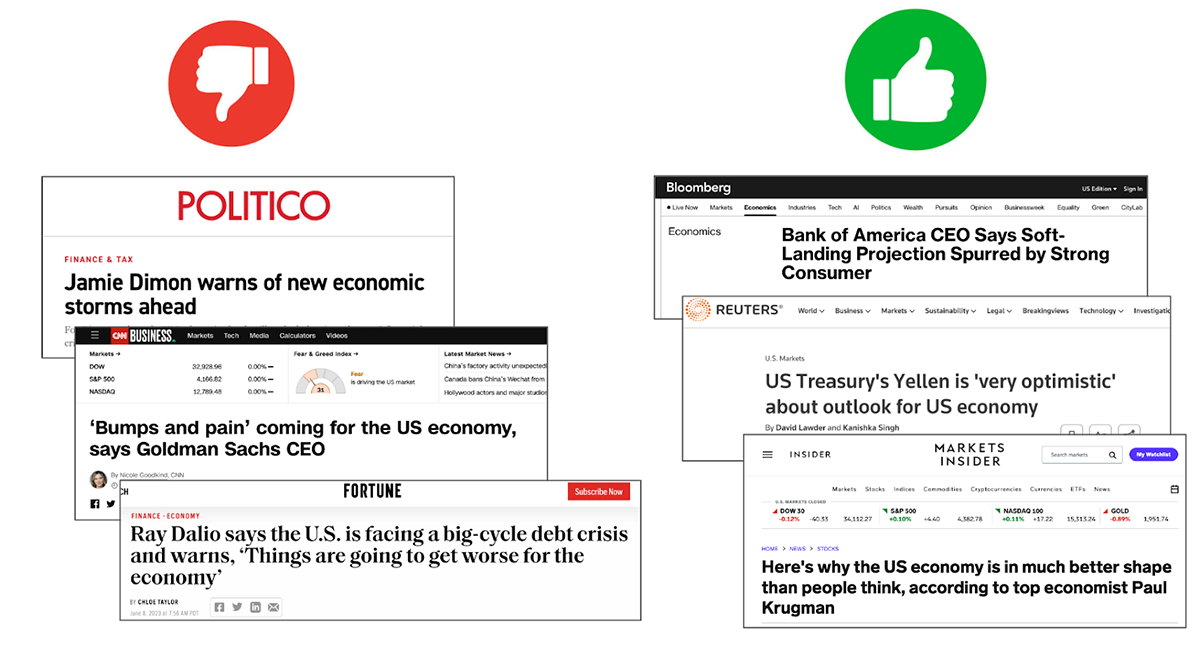 POLITICO
FINANCE & TAX
Jamie Dimon warns of new economic
storms ahead
CNN BUSINESS
Markets Tech Media Calculators Videos
Markets →
DOW 32,928.96 0.00%
S&P 500 4,166.82 0.00%
NASDAQ 12,789.48 0.00%
Fear & Greed Index →
31
Fear
is driving the US market
Latest Market News →
China's factory activity unexpected
Canada bans China's Wechat from
Hollywood actors and major studios
'Bumps and pain' coming for the US economy,
says Goldman Sachs CEO
By Nicole Goodkind, CNN
CH
FORTUNE
Subscribe Now
FINANCE · ECONOMY
Ray Dalio says the U.S. is facing a big-cycle debt crisis
and warns, 'Things are going to get worse for the
economy'
BY CHLOE TAYLOR
June 8, 2023 at 7:56 AM PDT
Bloomberg
US Edition Sign In
Live Now Markets Economics Industries Tech AI Politics Wealth Pursuits Opinion Businessweek Equality Green CityLab
Economics
Bank of America CEO Says Soft-
Landing Projection Spurred by Strong
Consumer
REUTERS®
World Business Markets Sustainability Legal Breakingviews Technology Investigatic
U.S. Markets
US Treasury's Yellen is 'very optimistic'
about outlook for US economy
By David Lawder and Kanishka Singh
INSIDER
MARKETS
INSIDER
Search markets
My Watchlist
Markets Stocks Indices Commodities Cryptocurrencies Currencies ETFs News
U.S. MARKETS CLOSED
DOW 30
-0.12% -40.33 34,112.27
S&P 500
+0.10% +4.40 4,382.78
NASDAQ 100
+0.11% +17.22 15,313.24
GOLD
-0.89% 1,951.74
HOME > NEWS > STOCKS
Here's why the US economy is in much better shape
than people think, according to top economist Paul
Krugman